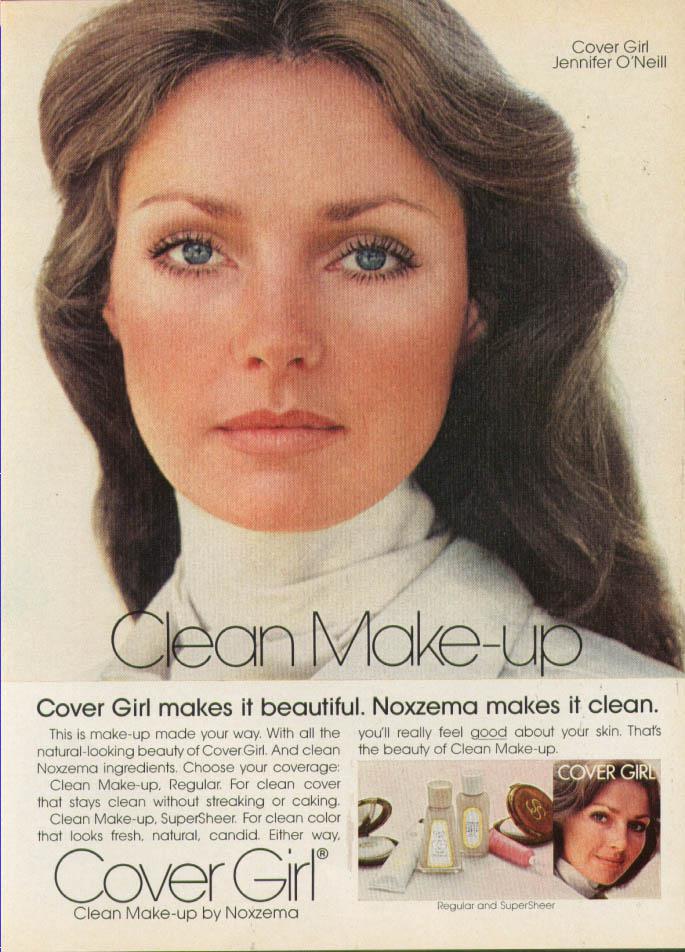 Cover Girl
Jennifer O'Neill
Clean Make-up
Cover Girl makes it beautiful. Noxzema makes it clean.
This is make-up made your way. With all the
natural-looking beauty of Cover Girl. And clean
Noxzema ingredients. Choose your coverage:
Clean Make-up, Regular. For clean cover
that stays clean without streaking or caking.
Clean Make-up, SuperSheer. For clean color
that looks fresh, natural, candid. Either way,
you'll really feel good about your skin. That's
the beauty of Clean Make-up.
COVER GIRL
Regular and SuperSheer
Cover Girl®
Clean Make-up by Noxzema